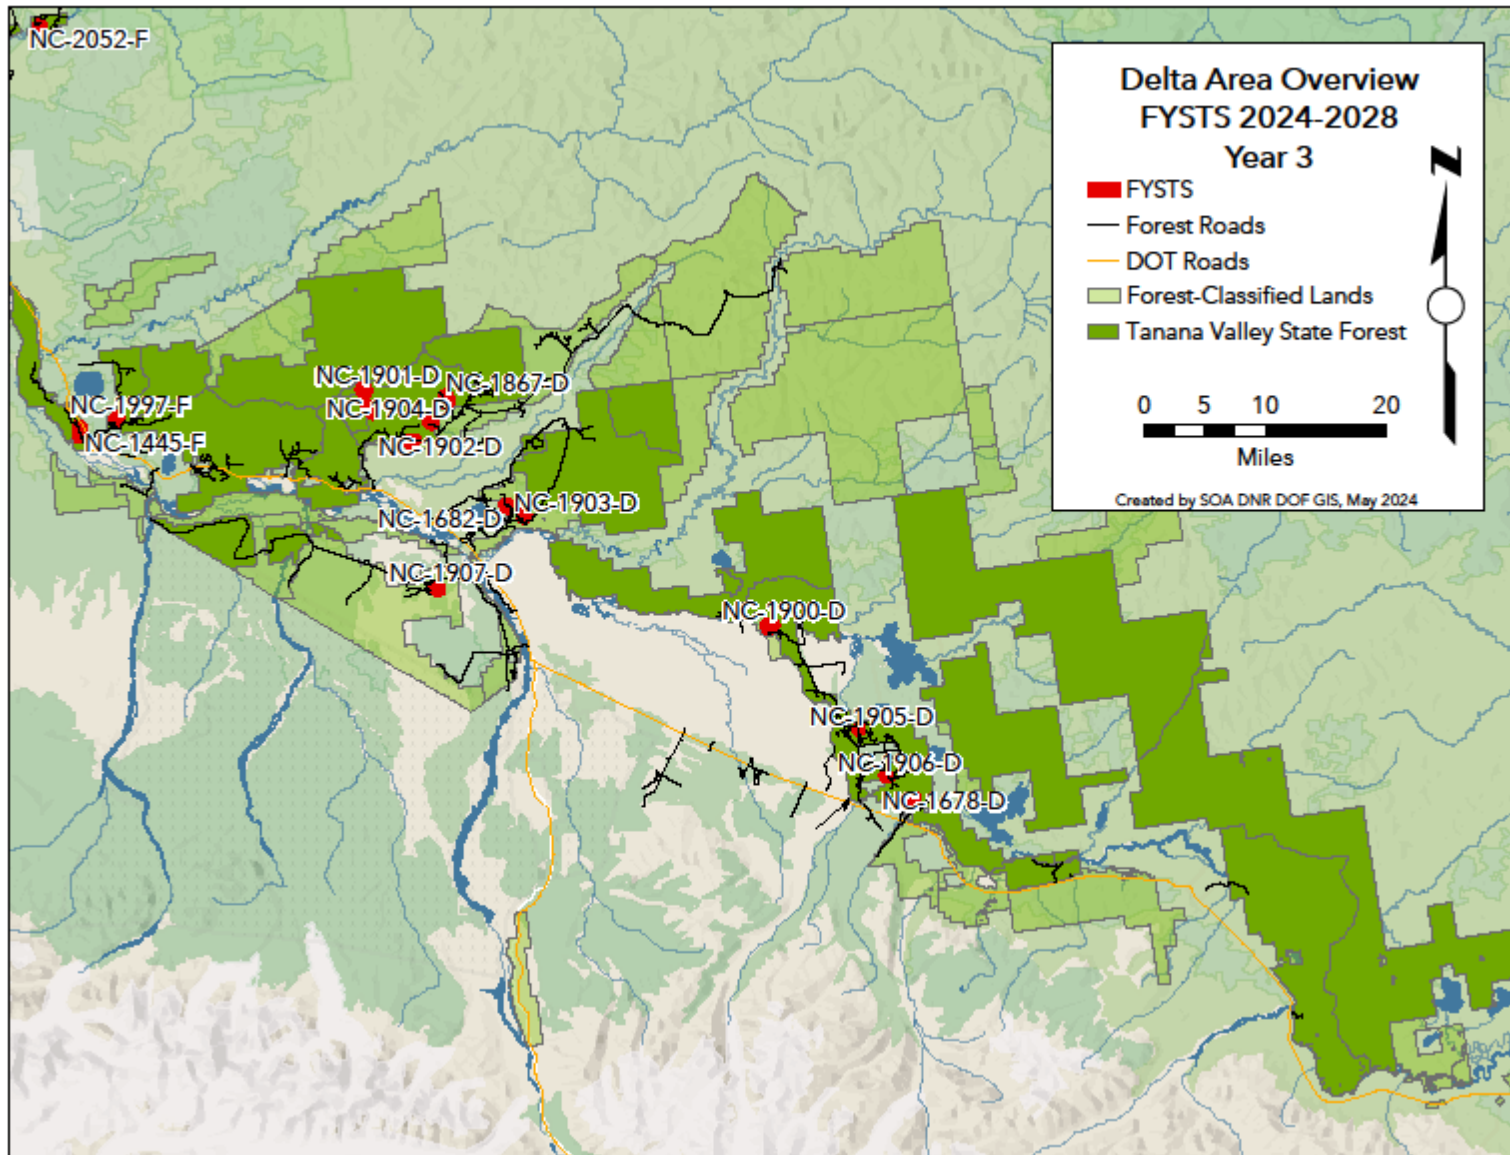 NC-2052-F
Delta Area Overview
FYSTS 2024-2028
Year 3
FYSTS
Forest Roads
DOT Roads
Forest-Classified Lands
Tanana Valley State Forest
N
0 5 10 20
Miles
Created by SOA DNR DOF GIS, May 2024
NC-1901-D
NC-1867-D
NC-1997-F
NC-1904-D
NC-1445-F
NC-1902-D
NC-1903-D
NC-1682-D
NC-1907-D
NC-1900-D
NC-1905-D
NC-1906-D
NC-1678-D